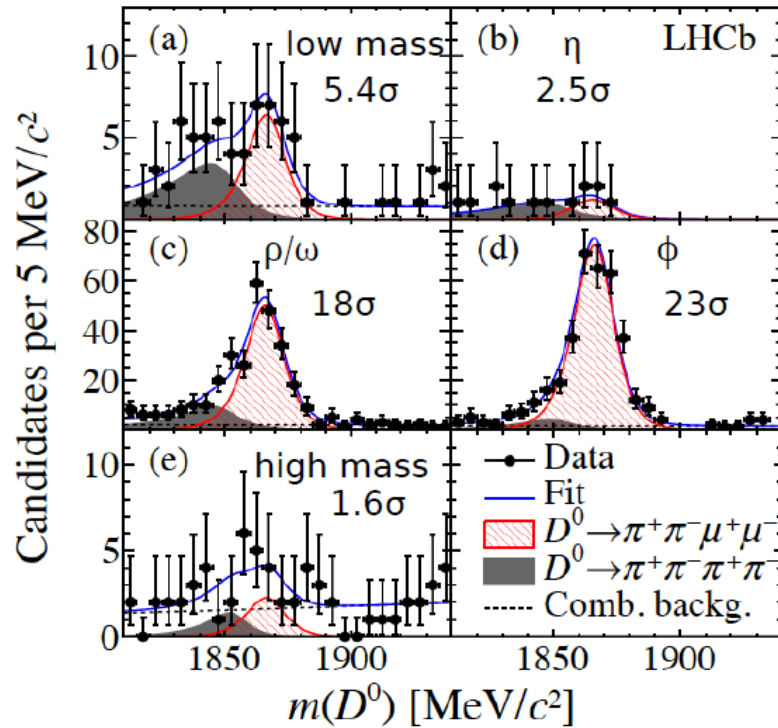 (a) low mass
5.4σ
(b) η LHCb
2.5σ
10
5
0
(c) ρ/ω
18σ
(d) ϕ
23σ
80
60
40
20
(e) high mass
1.6σ
10
5
0
Data
Fit
D⁰→π⁺π⁻μ⁺μ⁻
D⁰→π⁺π⁻π⁺π⁻
Comb. backg.
1850 1900 1850 1900
m(D⁰) [MeV/c²]
Candidates per 5 MeV/c²